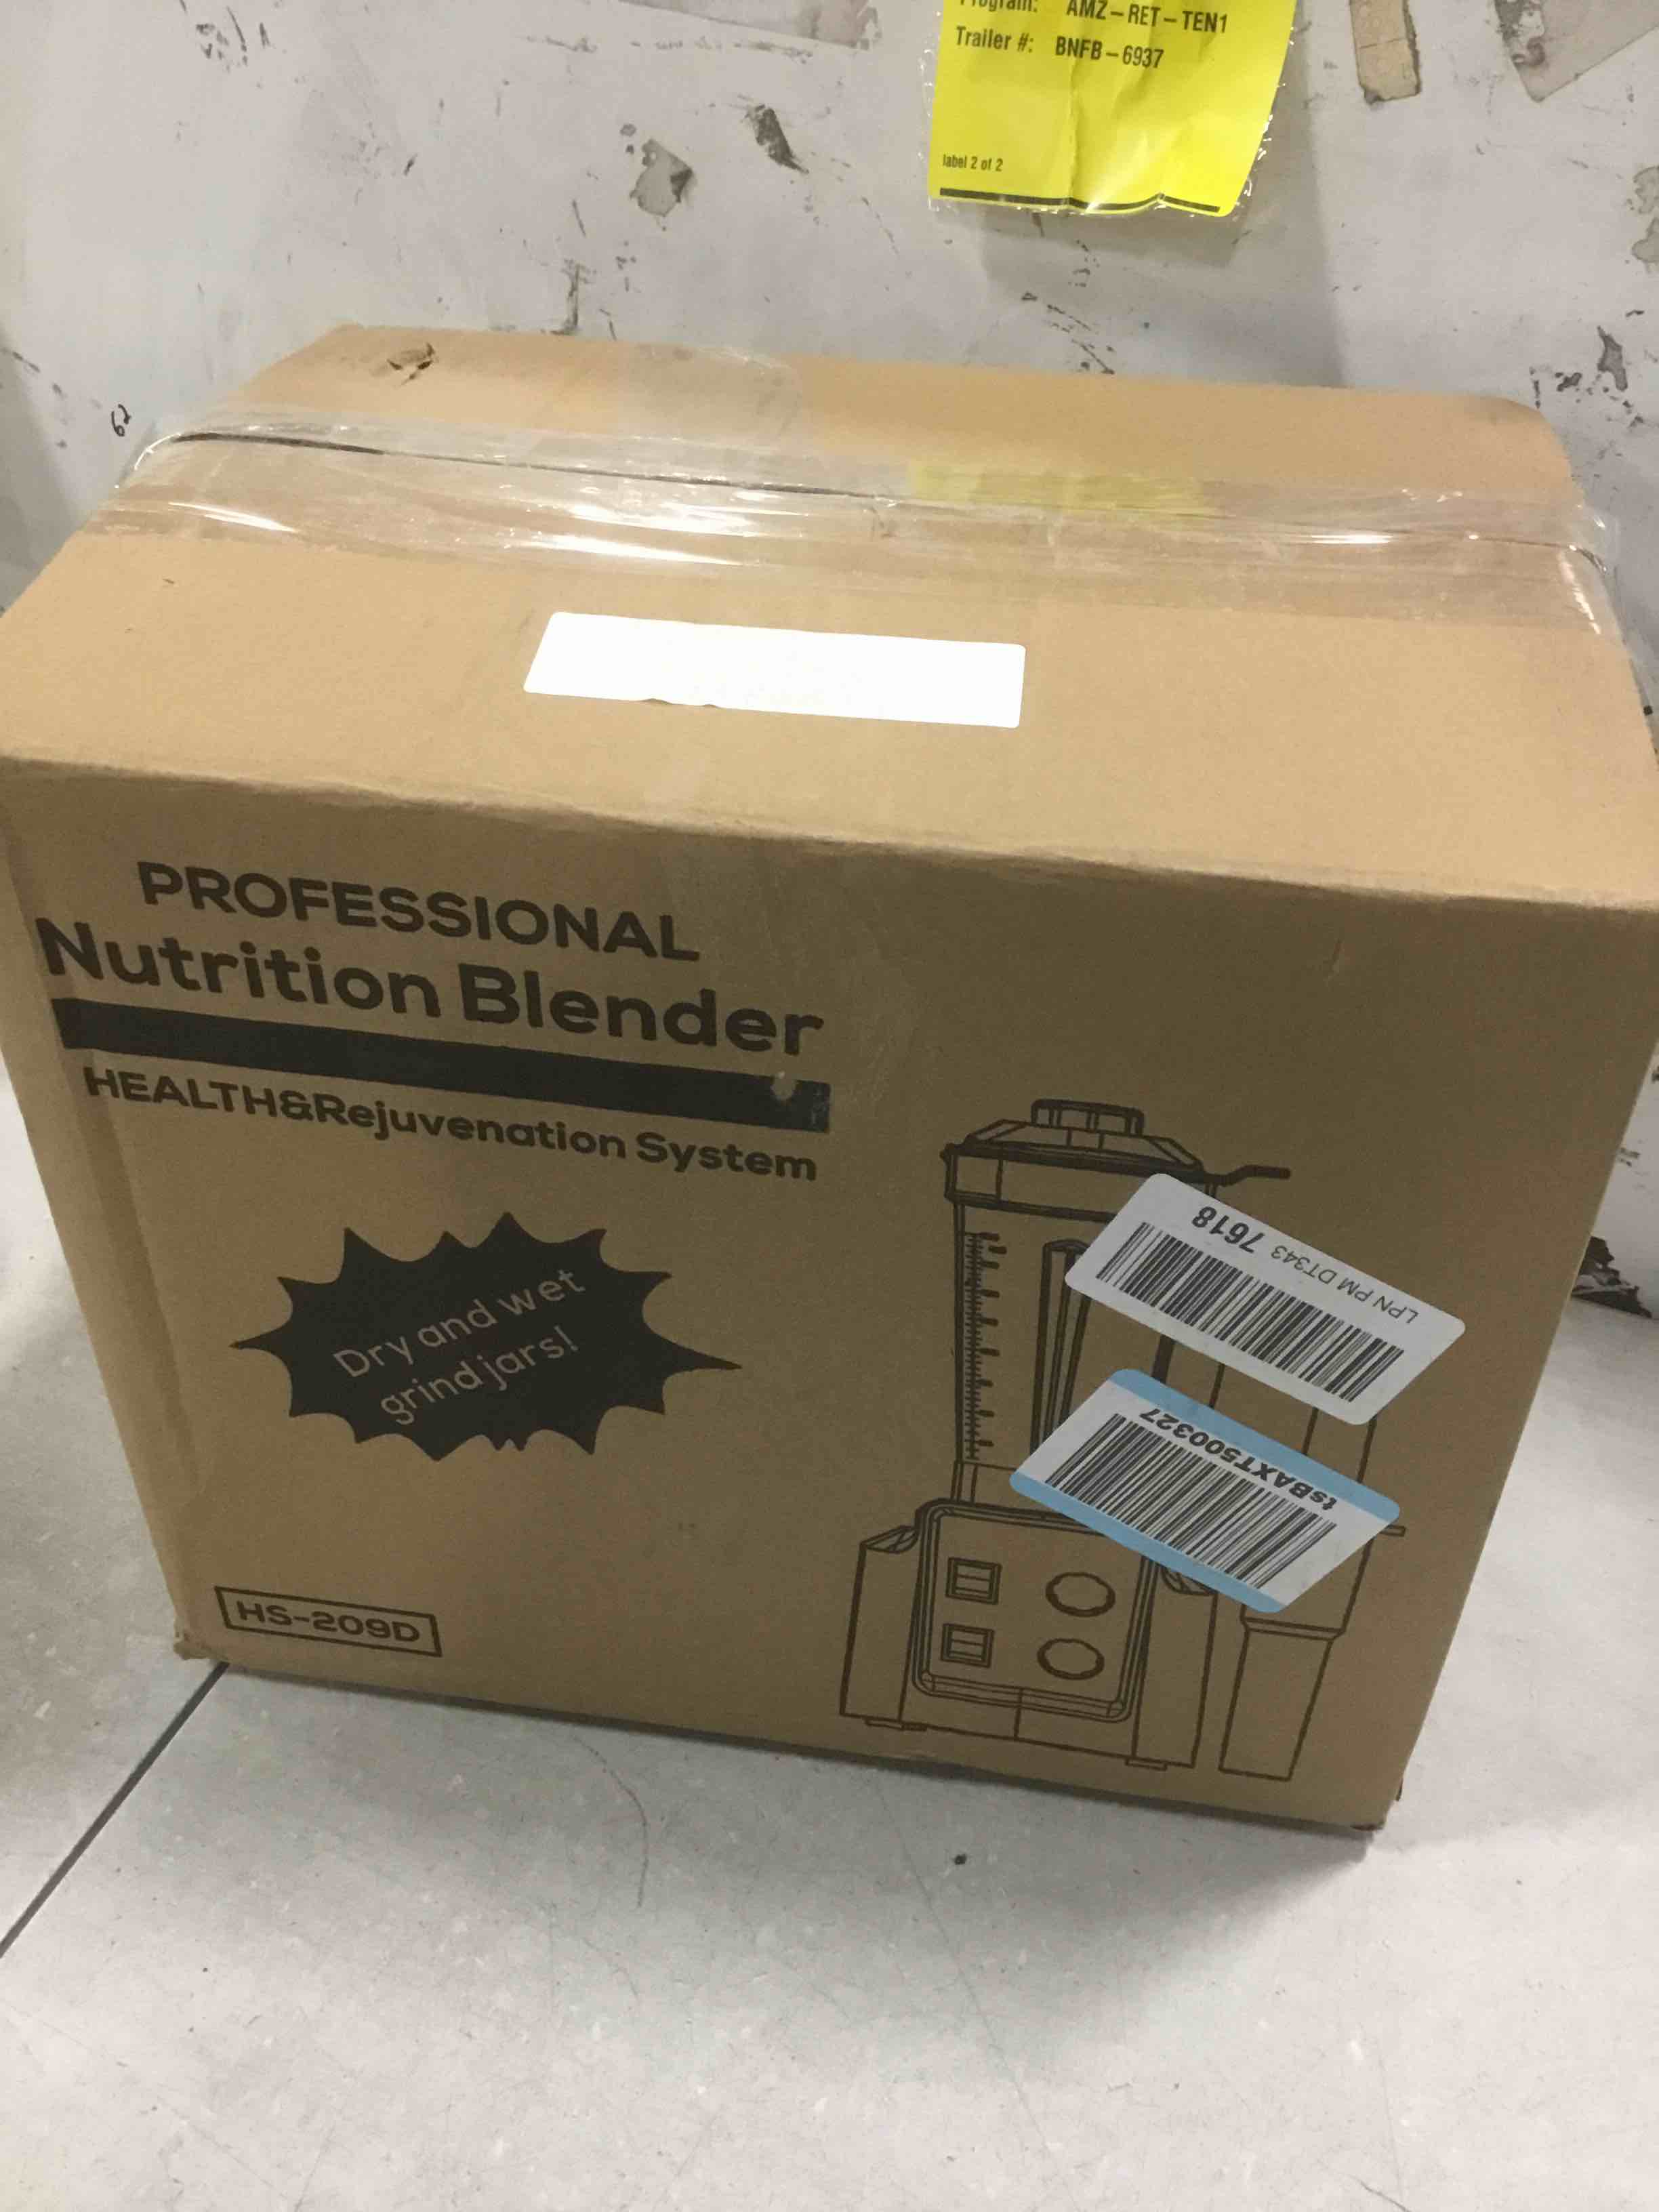 AMZ-RET-TEN1
Trailer #: BNFB-6937
label 2 of 2
PROFESSIONAL
Nutrition Blender
HEALTH&Rejuvenation System
Dry and wet
grind jars!
LPN PM DT343 7618
tsBAXT500327
HS-209D